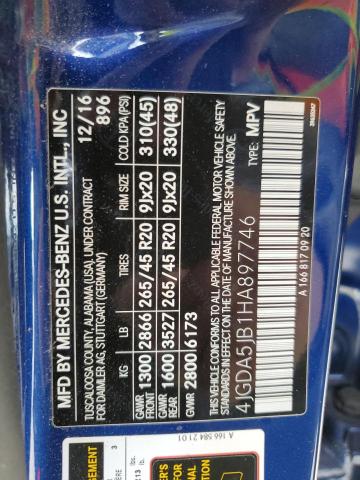 MFD BY MERCEDES-BENZ U.S. INTL., INC 12/16
TUSCALOOSA COUNTY, ALABAMA (USA), UNDER CONTRACT 896
FOR DAIMLER AG, STUTTGART (GERMANY)
KG LB TIRES RIM SIZE COLD KPA(PSI)
GAWR FRONT 1300 2866 265/45 R20 9Jx20 310(45)
GAWR REAR 1600 3527 265/45 R20 9Jx20 330(48)
GVWR 2800 6173
THIS VEHICLE CONFORMS TO ALL APPLICABLE FEDERAL MOTOR VEHICLE SAFETY
STANDARDS IN EFFECT ON THE DATE OF MANUFACTURE SHOWN ABOVE.
4JGDA5JB1HA897746 TYPE: MPV
A 166 817 09 20
A 166 584 21 01